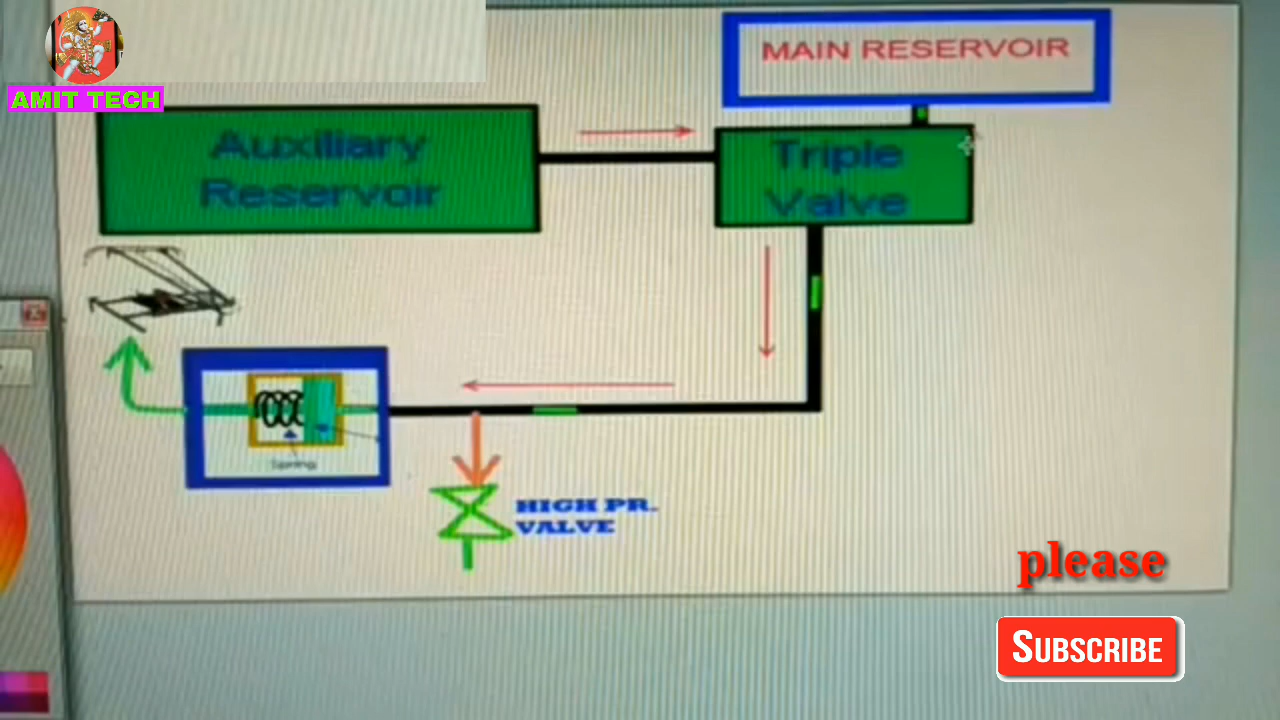 AMIT TECH
MAIN RESERVOIR
Auxiliary
Reservoir
Triple
Valve
Spring
HIGH PR.
VALVE
please
SUBSCRIBE